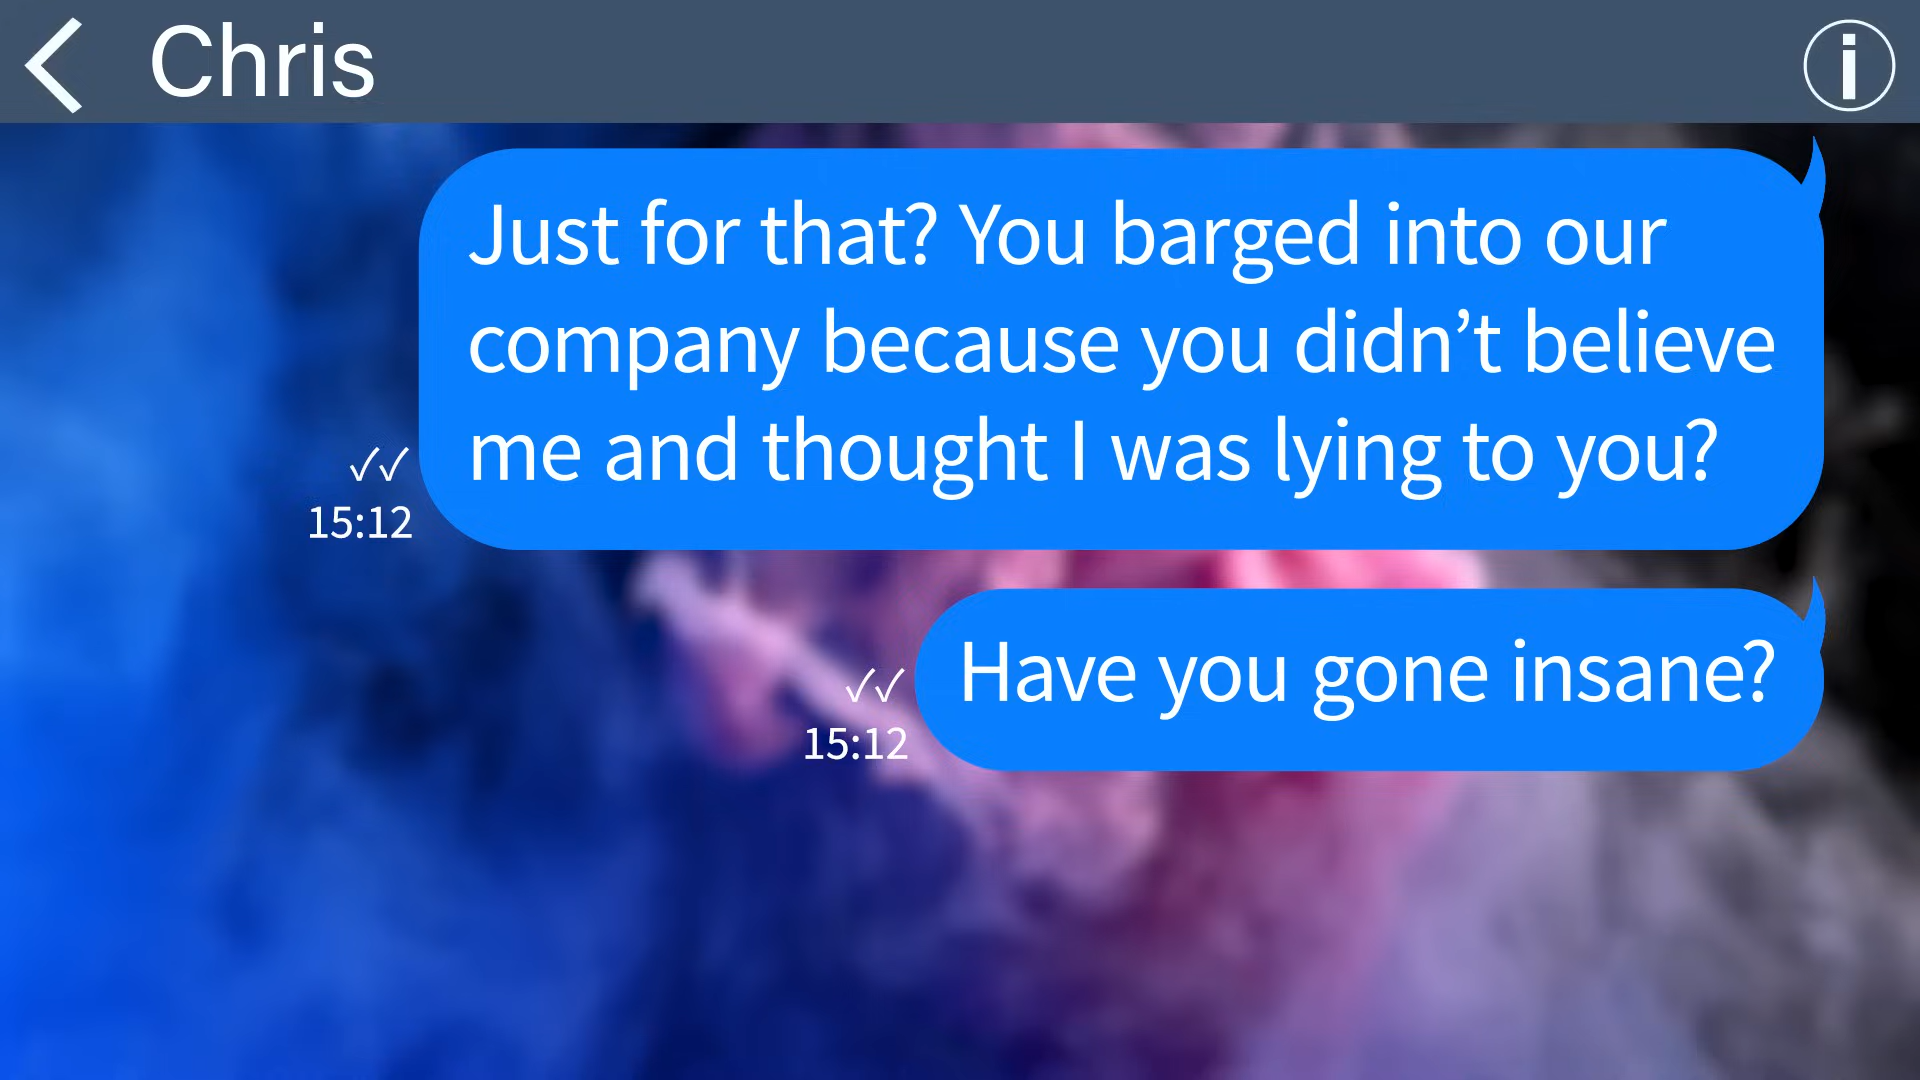 Chris
Just for that? You barged into our
company because you didn’t believe
me and thought I was lying to you?
✓✓
15:12
Have you gone insane?
✓✓
15:12